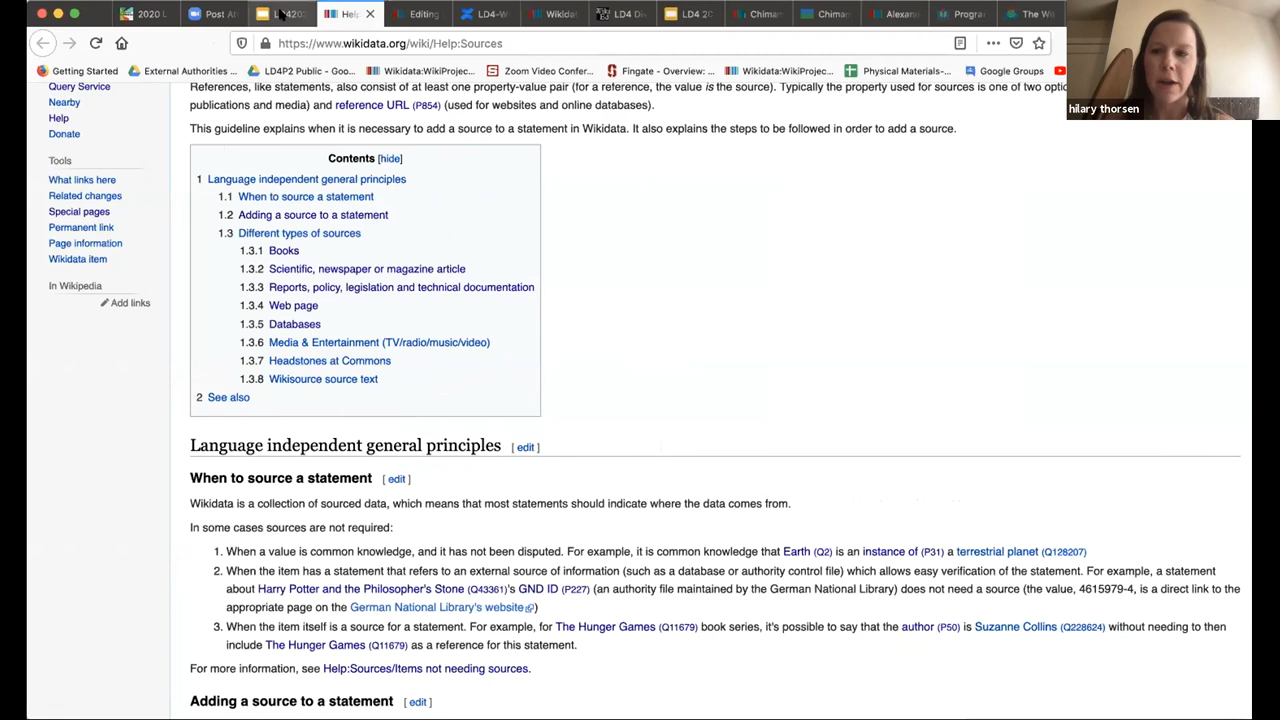 2020 L
Post At
L 4202
Help
Editing
LD4-W
Wikida
LD4 Di
LD4 20
Chiman
Chiman
Alexan
Progra
The Wi
https://www.wikidata.org/wiki/Help:Sources
Getting Started
External Authorities ...
LD4P2 Public - Goo...
Wikidata:WikiProjec...
Zoom Video Confer...
Fingate - Overview: ...
Wikidata:WikiProjec...
Physical Materials-...
Google Groups
hilary thorsen
Query Service
Nearby
Help
Donate
Tools
What links here
Related changes
Special pages
Permanent link
Page information
Wikidata item
In Wikipedia
Add links
References, like statements, also consist of at least one property-value pair (for a reference, the value is the source). Typically the property used for sources is one of two
publications and media) and reference URL (P854) (used for websites and online databases).
This guideline explains when it is necessary to add a source to a statement in Wikidata. It also explains the steps to be followed in order to add a source.
Contents [hide]
1 Language independent general principles
1.1 When to source a statement
1.2 Adding a source to a statement
1.3 Different types of sources
1.3.1 Books
1.3.2 Scientific, newspaper or magazine article
1.3.3 Reports, policy, legislation and technical documentation
1.3.4 Web page
1.3.5 Databases
1.3.6 Media & Entertainment (TV/radio/music/video)
1.3.7 Headstones at Commons
1.3.8 Wikisource source text
2 See also
Language independent general principles [ edit ]
When to source a statement [ edit ]
Wikidata is a collection of sourced data, which means that most statements should indicate where the data comes from.
In some cases sources are not required:
1. When a value is common knowledge, and it has not been disputed. For example, it is common knowledge that Earth (Q2) is an instance of (P31) a terrestrial planet (Q128207)
2. When the item has a statement that refers to an external source of information (such as a database or authority control file) which allows easy verification of the statement. For example, a statement
about Harry Potter and the Philosopher's Stone (Q43361)'s GND ID (P227) (an authority file maintained by the German National Library) does not need a source (the value, 4615979-4, is a direct link to the
appropriate page on the German National Library's website)
3. When the item itself is a source for a statement. For example, for The Hunger Games (Q11679) book series, it's possible to say that the author (P50) is Suzanne Collins (Q228624) without needing to then
include The Hunger Games (Q11679) as a reference for this statement.
For more information, see Help:Sources/Items not needing sources.
Adding a source to a statement [ edit ]